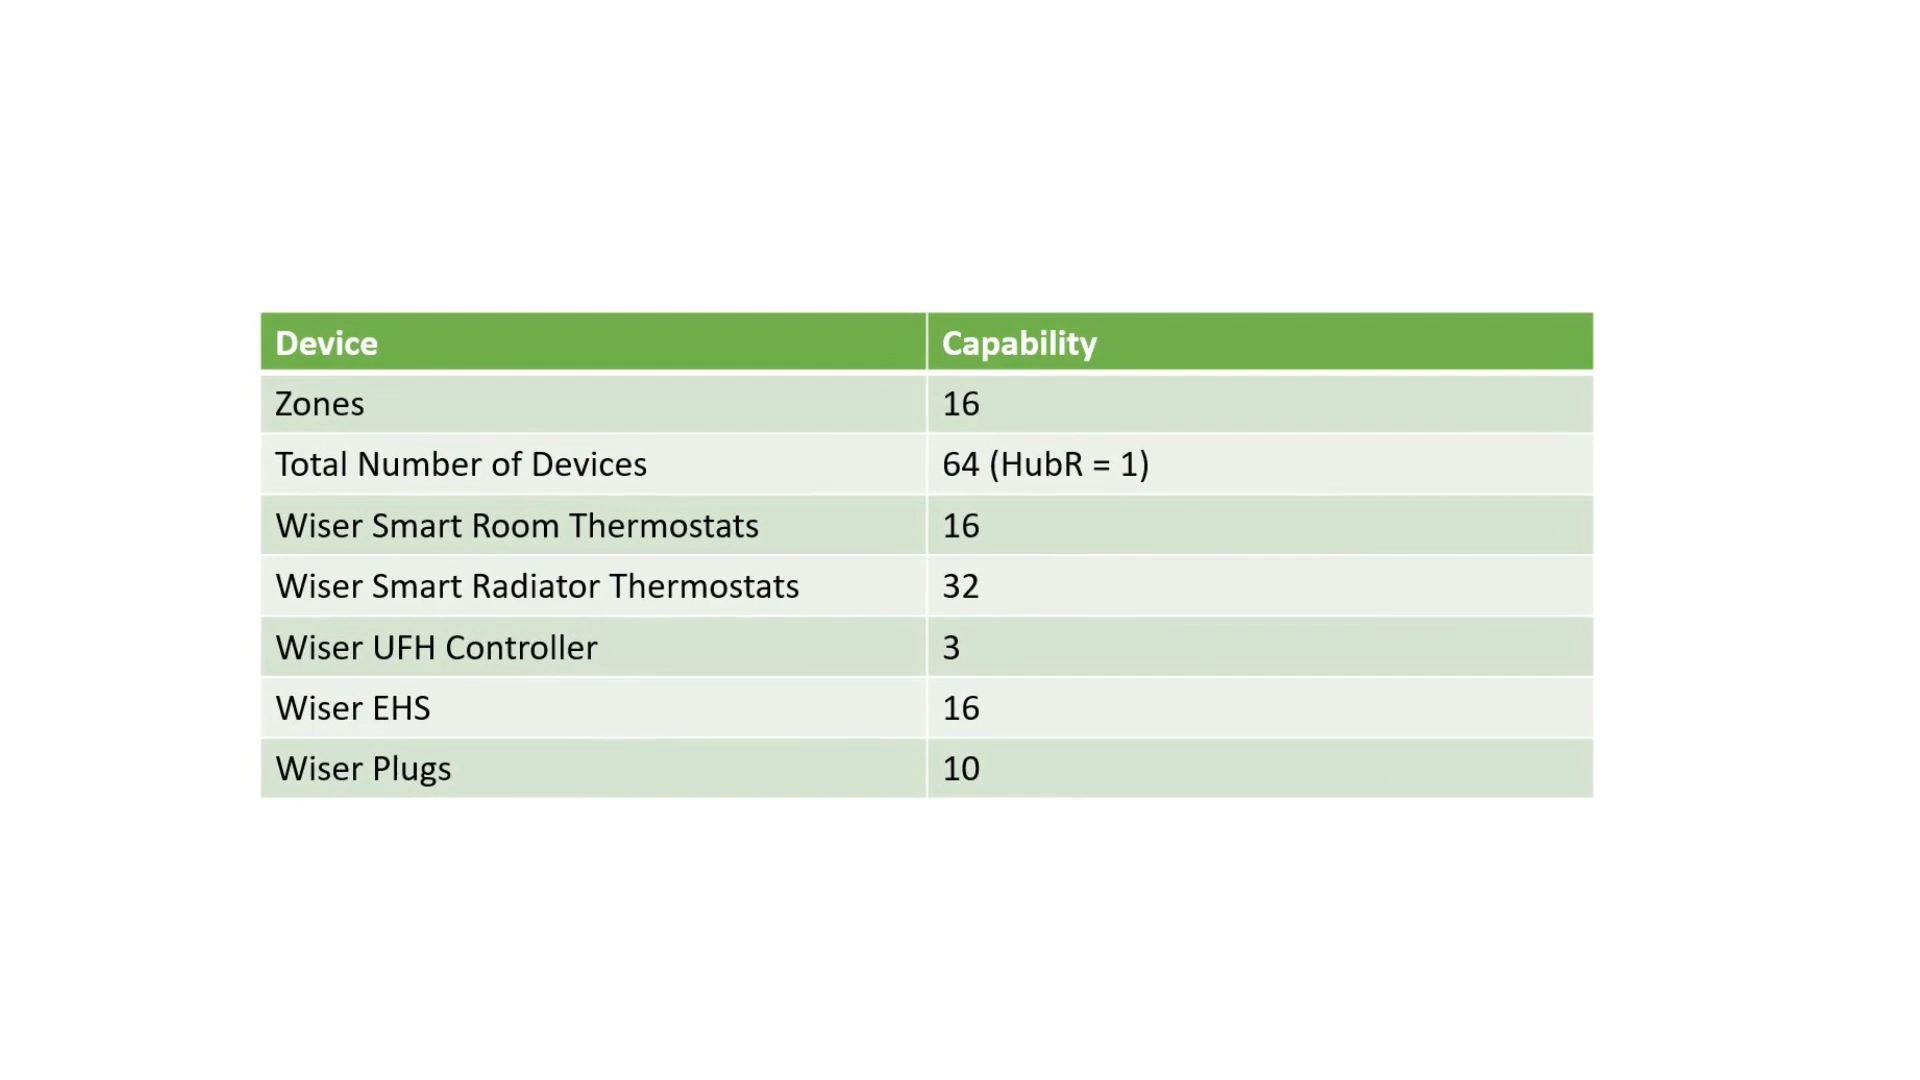 Device Capability
Zones 16
Total Number of Devices 64 (HubR = 1)
Wiser Smart Room Thermostats 16
Wiser Smart Radiator Thermostats 32
Wiser UFH Controller 3
Wiser EHS 16
Wiser Plugs 10